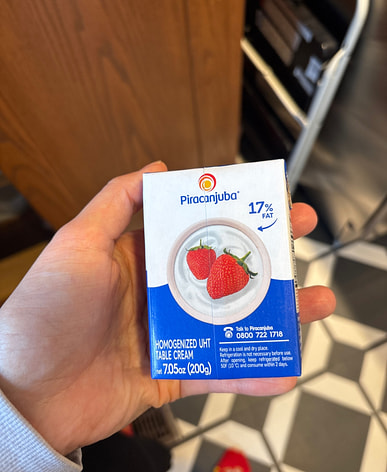 Piracanjuba®
17%
FAT
Talk to Piracanjuba
0800 722 1718
HOMOGENIZED UHT
TABLE CREAM
net 7.05oz (200g)
Keep in a cool and dry place.
Refrigeration is not necessary before use.
After opening, keep refrigerated below
50F (10°C) and consume within 2 days.